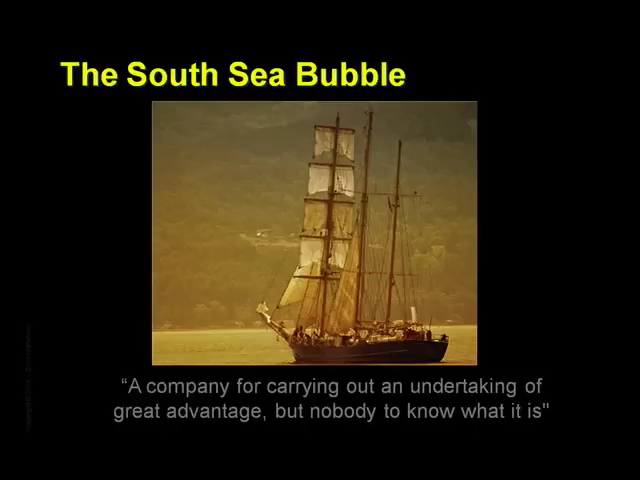 The South Sea Bubble
“A company for carrying out an undertaking of
great advantage, but nobody to know what it is"